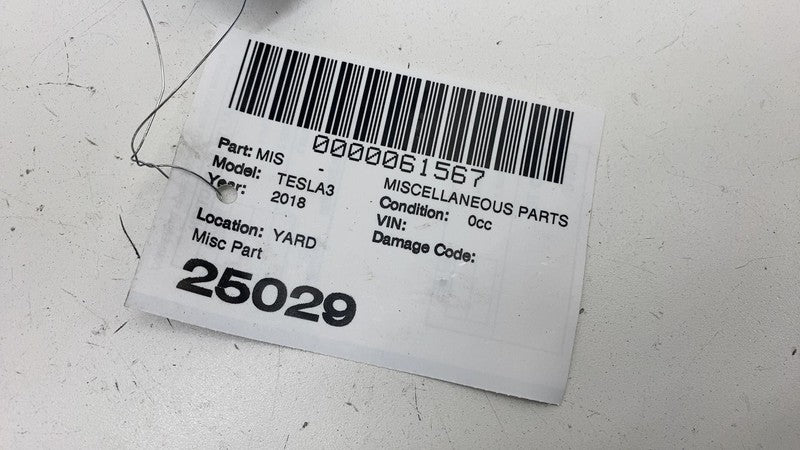 0000061567
Part: MIS - MISCELLANEOUS PARTS
Model: TESLA3 Condition: 0cc
Year: 2018 VIN:
Location: YARD Damage Code:
Misc Part
25029